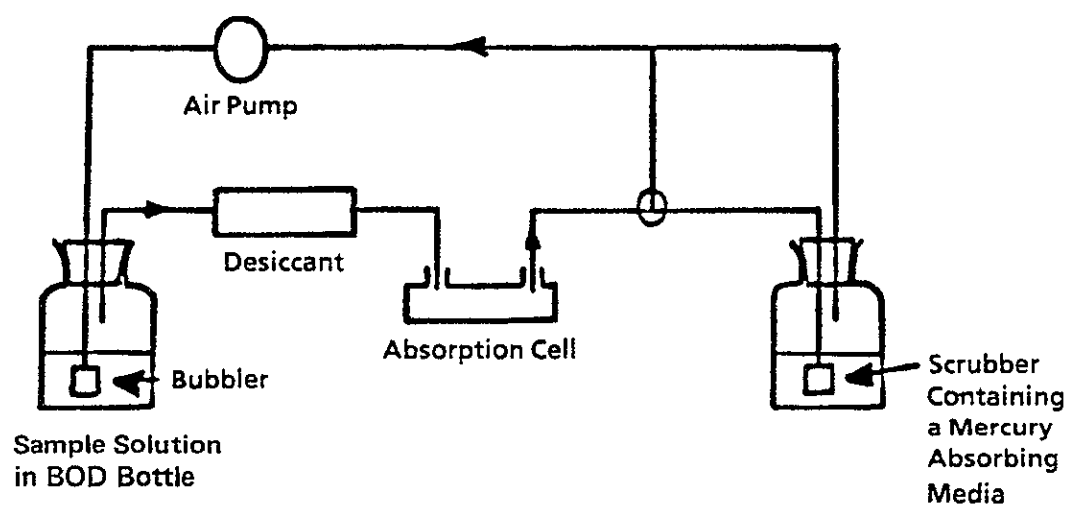 Air Pump
Desiccant
Absorption Cell
Bubbler
Scrubber
Containing
a Mercury
Absorbing
Media
Sample Solution
in BOD Bottle